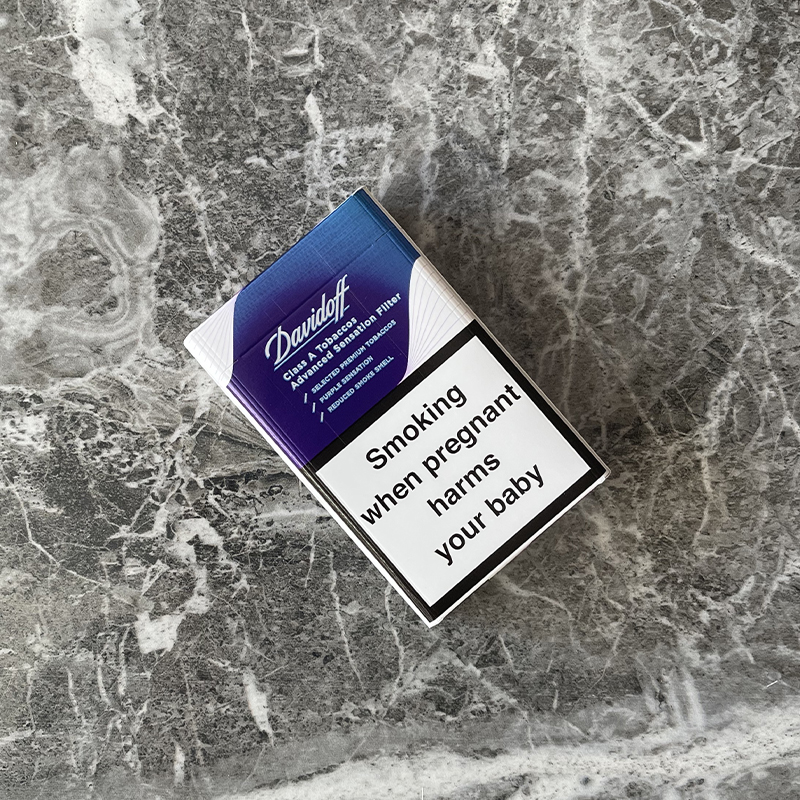 Davidoff
Class A Tobaccos
Advanced Sensation Filter
/ SELECTED PREMIUM TOBACCOS
/ PURPLE SENSATION
/ REDUCED SMOKE SMELL
Smoking
when pregnant
harms
your baby